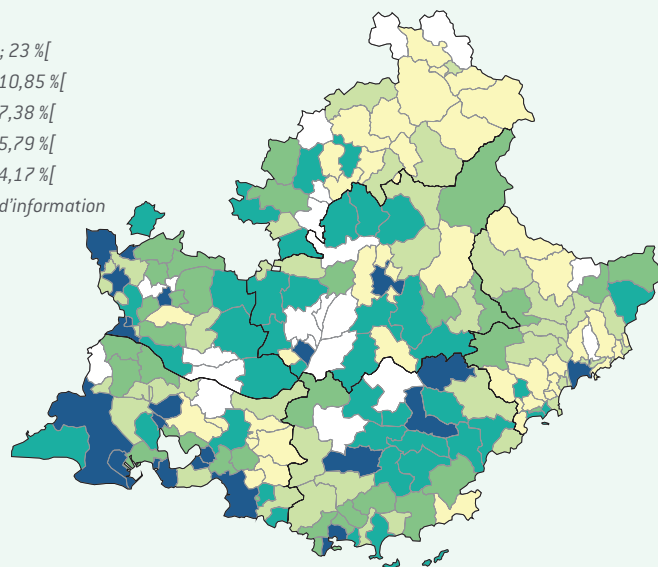 ; 23 %[
10,85 %[
7,38 %[
5,79 %[
4,17 %[
d’information